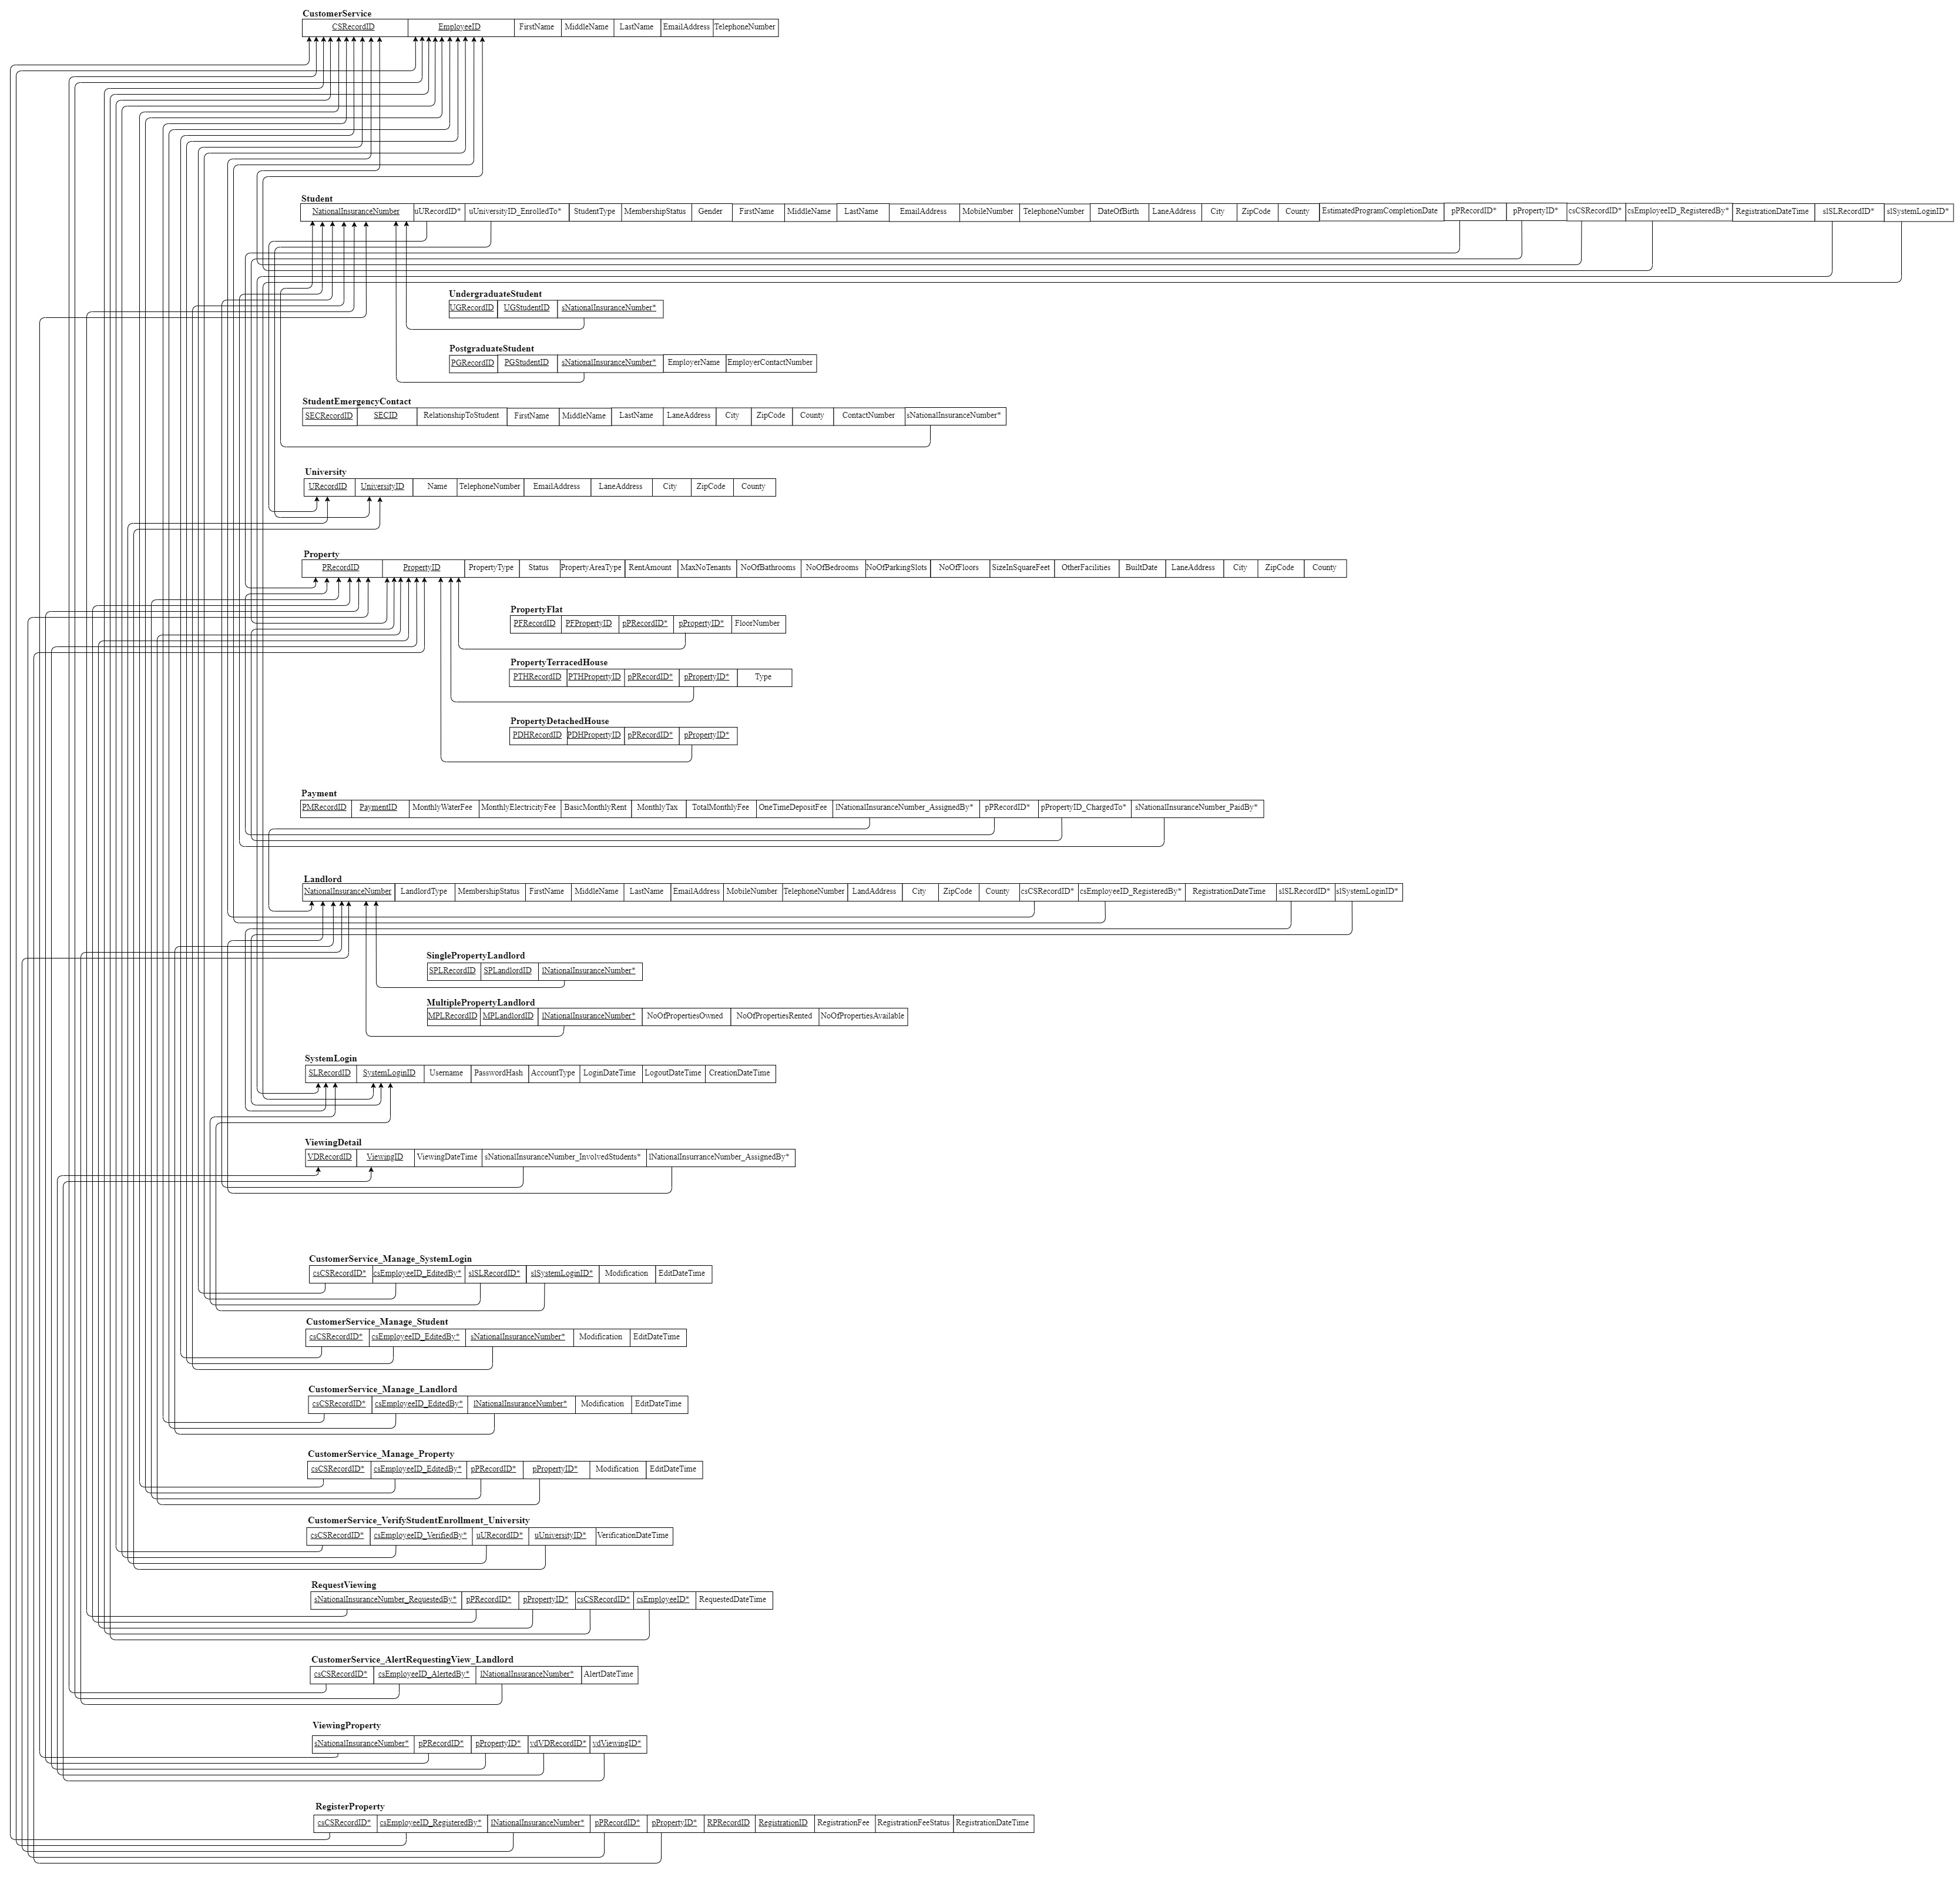 CustomerService
CSRecordID EmployeeID FirstName MiddleName LastName EmailAddress TelephoneNumber
Student
NationalInsuranceNumber uURecordID* uUniversityID_EnrolledTo* StudentType MembershipStatus Gender FirstName MiddleName LastName EmailAddress MobileNumber TelephoneNumber DateOfBirth LaneAddress City ZipCode County EstimatedProgramCompletionDate pPRecordID* pPropertyID* csCSRecordID* csEmployeeID_RegisteredBy* RegistrationDateTime slSLRecordID* slSystemLoginID*
UndergraduateStudent
UGRecordID UGStudentID sNationalInsuranceNumber*
PostgraduateStudent
PGRecordID PGStudentID sNationalInsuranceNumber* EmployerName EmployerContactNumber
StudentEmergencyContact
SECRecordID SECID RelationshipToStudent FirstName MiddleName LastName LaneAddress City ZipCode County ContactNumber sNationalInsuranceNumber*
University
URecordID UniversityID Name TelephoneNumber EmailAddress LaneAddress City ZipCode County
Property
PRecordID PropertyID PropertyType Status PropertyAreaType RentAmount MaxNoTenants NoOfBathrooms NoOfBedrooms NoOfParkingSlots NoOfFloors SizeInSquareFeet OtherFacilities BuiltDate LaneAddress City ZipCode County
PropertyFlat
PFRecordID PFPropertyID pPRecordID* pPropertyID* FloorNumber
PropertyTerracedHouse
PTHRecordID PTHPropertyID pPRecordID* pPropertyID* Type
PropertyDetachedHouse
PDHRecordID PDHPropertyID pPRecordID* pPropertyID*
Payment
PMRecordID PaymentID MonthlyWaterFee MonthlyElectricityFee BasicMonthlyRent MonthlyTax TotalMonthlyFee OneTimeDepositFee lNationalInsuranceNumber_AssignedBy* pPRecordID* pPropertyID_ChargedTo* sNationalInsuranceNumber_PaidBy*
Landlord
NationalInsuranceNumber LandlordType MembershipStatus FirstName MiddleName LastName EmailAddress MobileNumber TelephoneNumber LandAddress City ZipCode County csCSRecordID* csEmployeeID_RegisteredBy* RegistrationDateTime slSLRecordID* slSystemLoginID*
SinglePropertyLandlord
SPLRecordID SPLandlordID lNationalInsuranceNumber*
MultiplePropertyLandlord
MPLRecordID MPLandlordID lNationalInsuranceNumber* NoOfPropertiesOwned NoOfPropertiesRented NoOfPropertiesAvailable
SystemLogin
SLRecordID SystemLoginID Username PasswordHash AccountType LoginDateTime LogoutDateTime CreationDateTime
ViewingDetail
VDRecordID ViewingID ViewingDateTime sNationalInsuranceNumber_InvolvedStudents* lNationalInsurranceNumber_AssignedBy*
CustomerService_Manage_SystemLogin
csCSRecordID* csEmployeeID_EditedBy* slSLRecordID* slSystemLoginID* Modification EditDateTime
CustomerService_Manage_Student
csCSRecordID* csEmployeeID_EditedBy* sNationalInsuranceNumber* Modification EditDateTime
CustomerService_Manage_Landlord
csCSRecordID* csEmployeeID_EditedBy* lNationalInsuranceNumber* Modification EditDateTime
CustomerService_Manage_Property
csCSRecordID* csEmployeeID_EditedBy* pPRecordID* pPropertyID* Modification EditDateTime
CustomerService_VerifyStudentEnrollment_University
csCSRecordID* csEmployeeID_VerifiedBy* uURecordID* uUniversityID* VerificationDateTime
RequestViewing
sNationalInsuranceNumber_RequestedBy* pPRecordID* pPropertyID* csCSRecordID* csEmployeeID* RequestedDateTime
CustomerService_AlertRequestingView_Landlord
csCSRecordID* csEmployeeID_AlertedBy* lNationalInsuranceNumber* AlertDateTime
ViewingProperty
sNationalInsuranceNumber* pPRecordID* pPropertyID* vdVDRecordID* vdViewingID*
RegisterProperty
csCSRecordID* csEmployeeID_RegisteredBy* lNationalInsuranceNumber* pPRecordID* pPropertyID* RPRecordID RegistrationID RegistrationFee RegistrationFeeStatus RegistrationDateTime